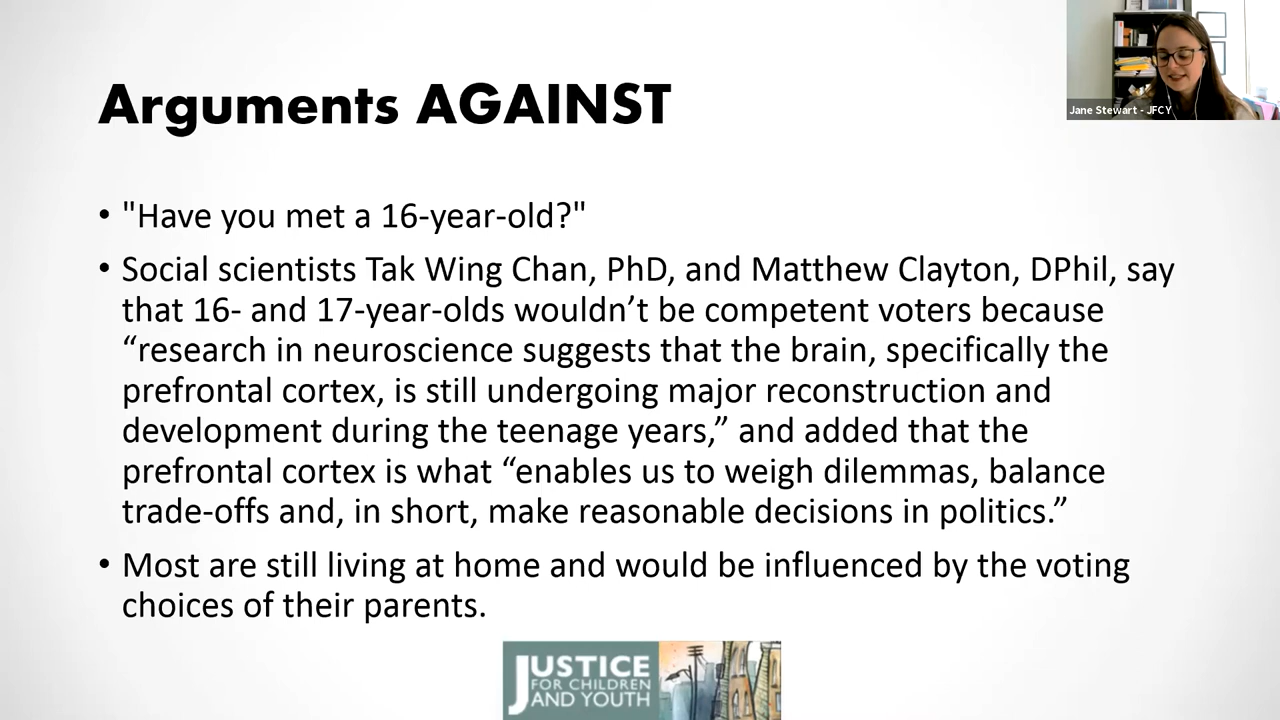 Arguments AGAINST
Jane Stewart - JFCY
• "Have you met a 16-year-old?"
• Social scientists Tak Wing Chan, PhD, and Matthew Clayton, DPhil, say
that 16- and 17-year-olds wouldn’t be competent voters because
“research in neuroscience suggests that the brain, specifically the
prefrontal cortex, is still undergoing major reconstruction and
development during the teenage years,” and added that the
prefrontal cortex is what “enables us to weigh dilemmas, balance
trade-offs and, in short, make reasonable decisions in politics.”
• Most are still living at home and would be influenced by the voting
choices of their parents.
JUSTICE
FOR CHILDREN
AND YOUTH